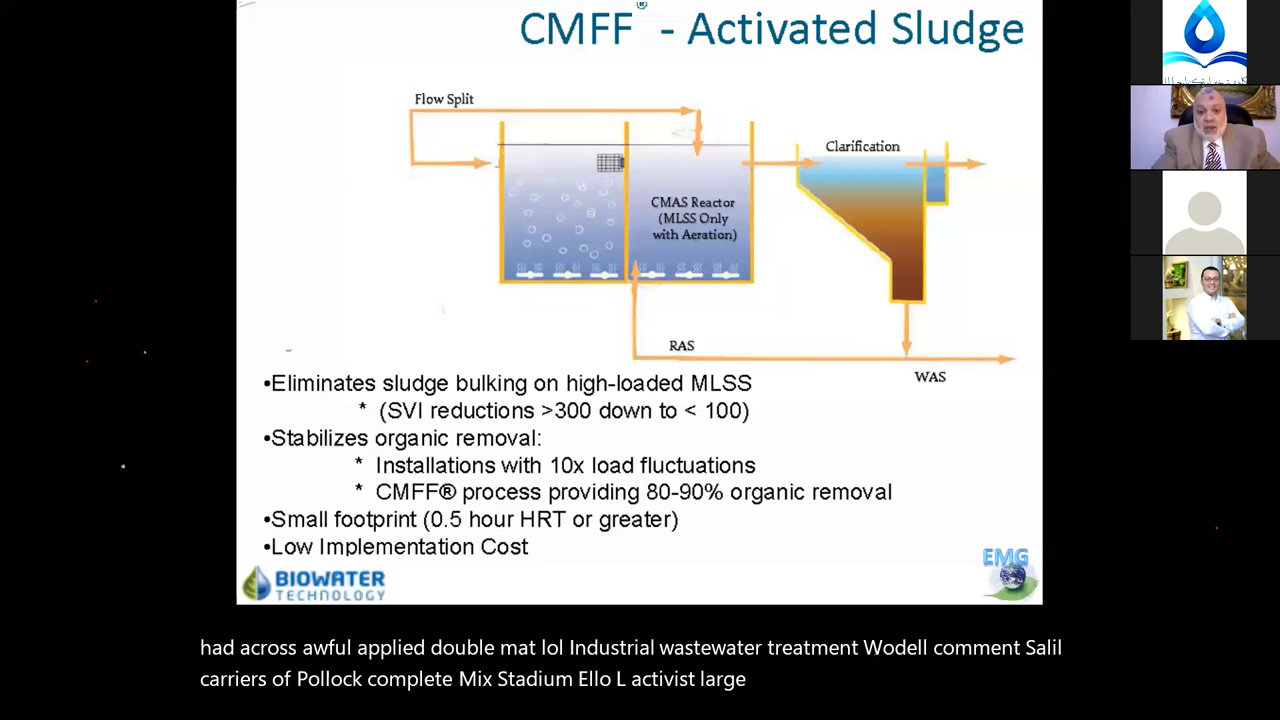 CMFF® - Activated Sludge
Flow Split
Clarification
CMAS Reactor
(MLSS Only
with Aeration)
RAS
WAS
•Eliminates sludge bulking on high-loaded MLSS
* (SVI reductions >300 down to < 100)
•Stabilizes organic removal:
* Installations with 10x load fluctuations
* CMFF® process providing 80-90% organic removal
•Small footprint (0.5 hour HRT or greater)
•Low Implementation Cost
BIOWATER
TECHNOLOGY
EMG
had across awful applied double mat lol Industrial wastewater treatment Wodell comment Salil
carriers of Pollock complete Mix Stadium Ello L activist large